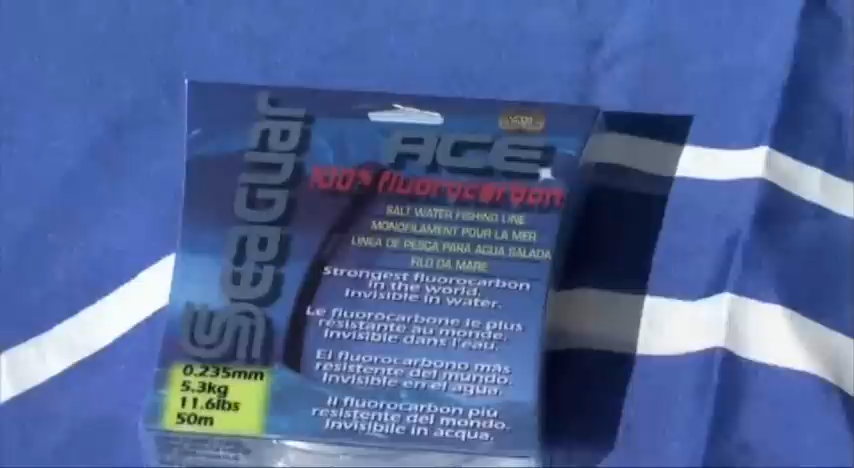 Seaguar
ACE
100% fluorocarbon
SALT WATER FISHING LINE
MONOFILAMENT POUR LA MER
LINEA DE PESCA PARA AGUA SALADA
FILO DA MARE
Strongest fluorocarbon
in the world,
Invisible in water.
Le fluorocarbone le plus
résistante au monde,
Invisible dans l'eau.
El fluorocarbono más
resistente del mundo,
Invisible en el agua.
Il fluorocarbon piu
resistente del mondo,
Invisible in acqua.
0.235mm
5.3kg
11.6lbs
50m